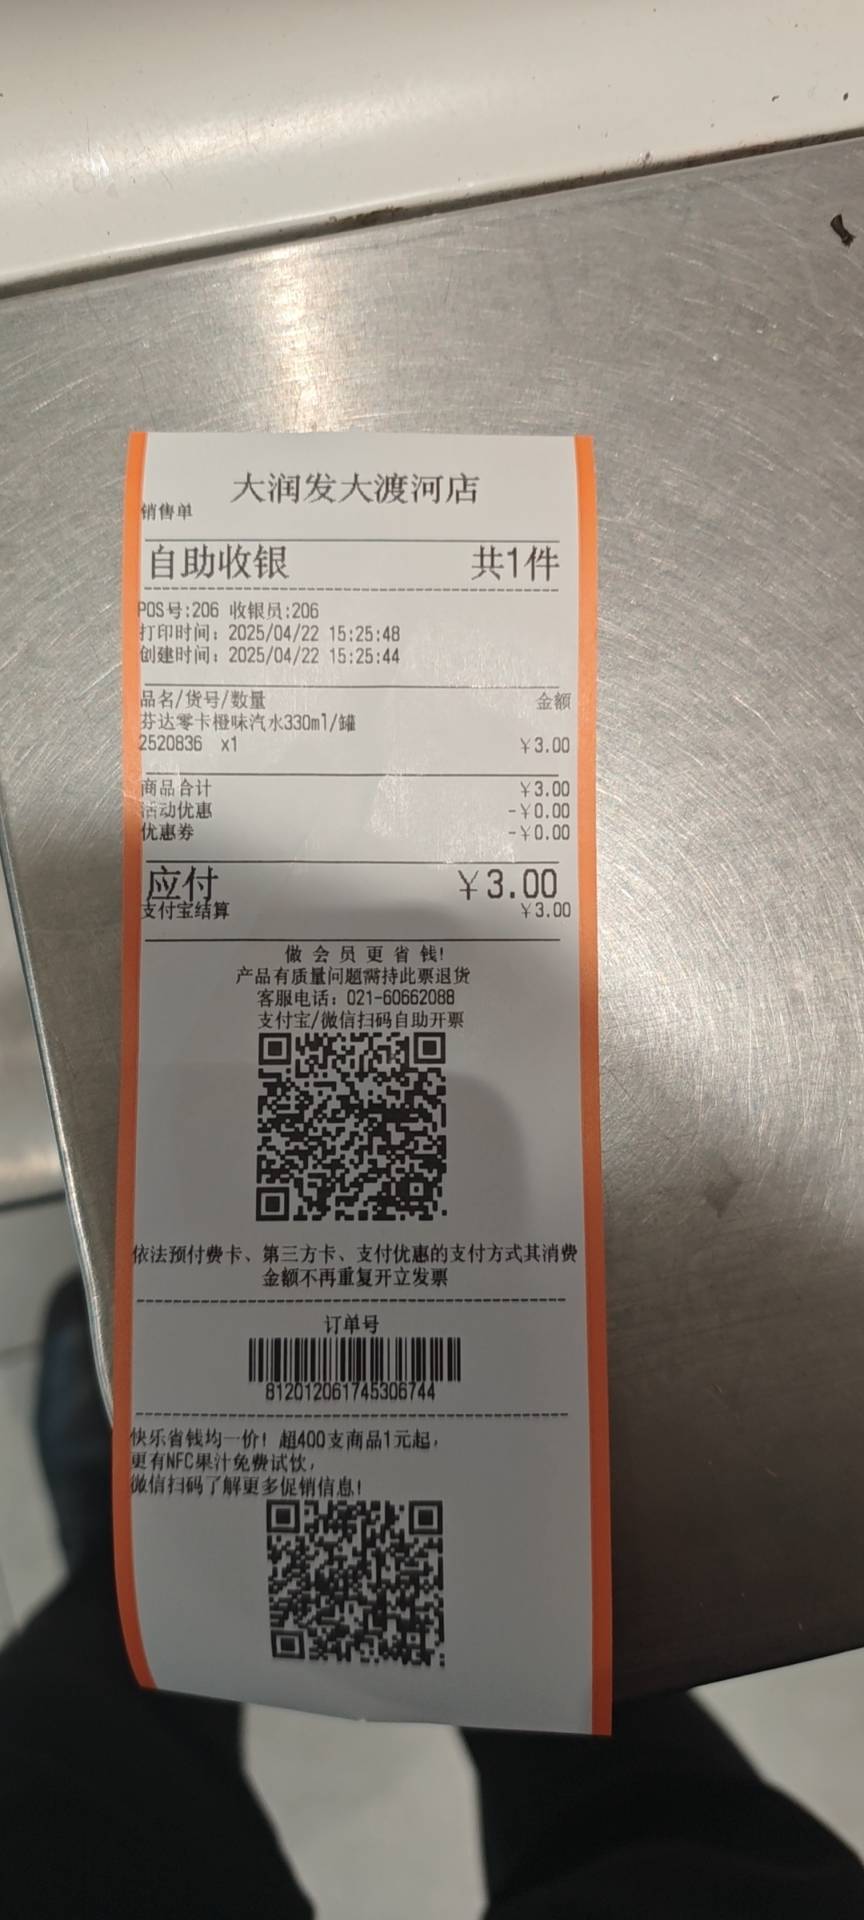 大润发大渡河店
销售单
自助收银 共1件
POS号:206 收银员:206
打印时间：2025/04/22 15:25:48
创建时间：2025/04/22 15:25:44
品名/货号/数量 金额
芬达零卡橙味汽水330ml/罐
2520836 x1 ￥3.00
商品合计 ￥3.00
活动优惠 -￥0.00
优惠券 -￥0.00
应付 ￥3.00
支付宝结算 ￥3.00
做会员更省钱!
产品有质量问题需持此票退货
客服电话：021-60662088
支付宝/微信扫码自助开票
依法预付费卡、第三方卡、支付优惠的支付方式其消费
金额不再重复开立发票
订单号
812012061745306744
快乐省钱均一价！超400支商品1元起，
更有NFC果汁免费试饮，
微信扫码了解更多促销信息！